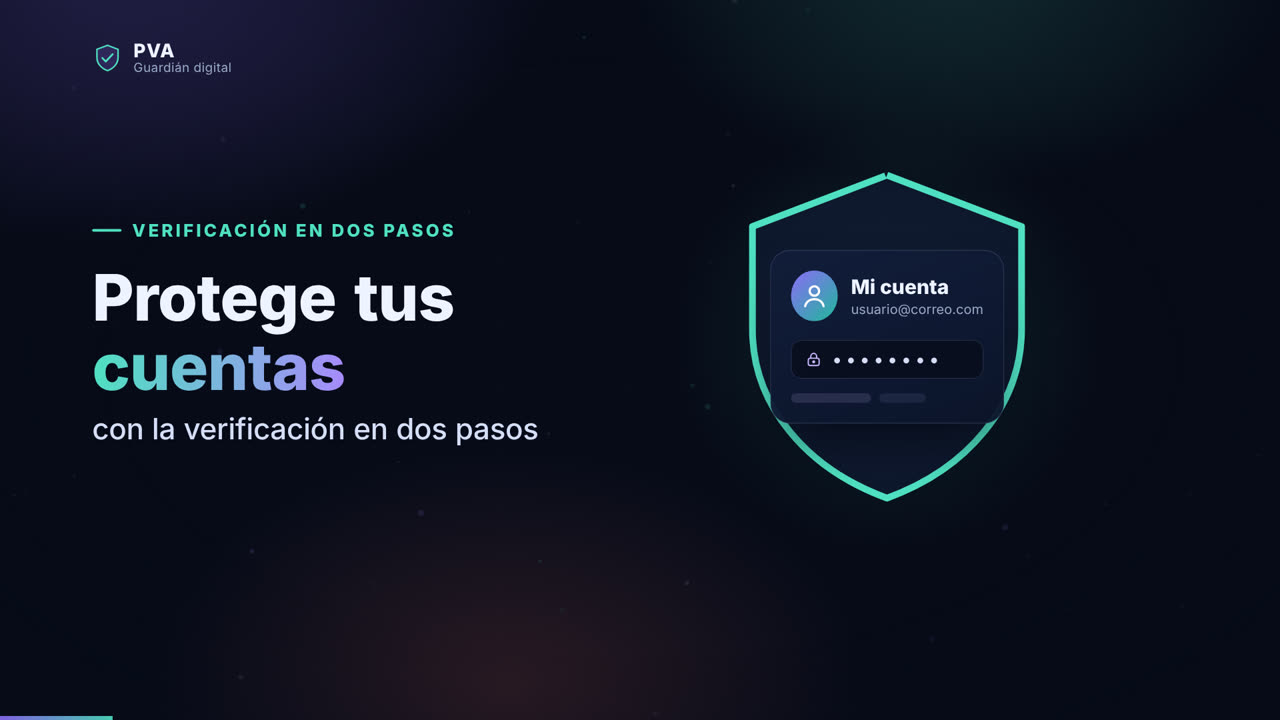 PVA
Guardián digital
VERIFICACIÓN EN DOS PASOS
Protege tus
cuentas
con la verificación en dos pasos
Mi cuenta
usuario@correo.com